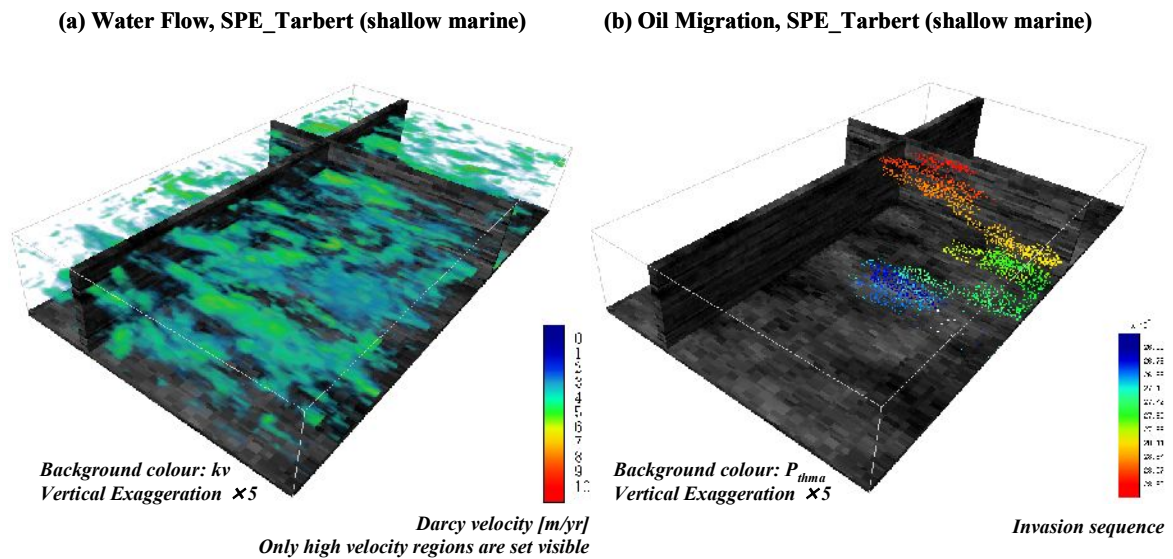 (a) Water Flow, SPE_Tarbert (shallow marine)
(b) Oil Migration, SPE_Tarbert (shallow marine)
0
1
2
3
4
5
6
7
8
9
10
Background colour: kv
Vertical Exaggeration ×5
Darcy velocity [m/yr]
Only high velocity regions are set visible
Background colour: P_thma
Vertical Exaggeration ×5
Invasion sequence